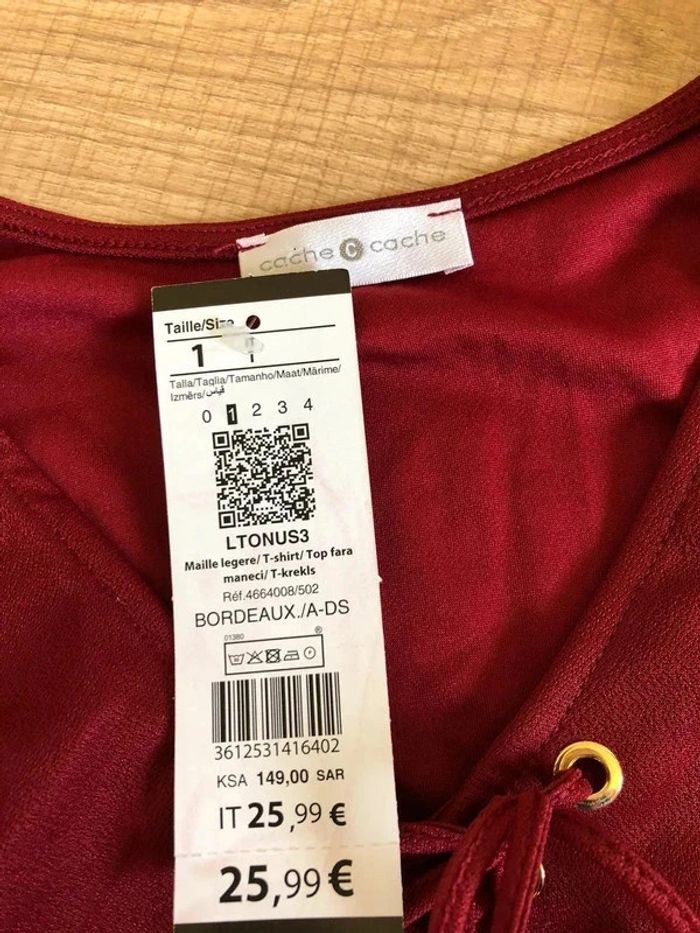 cache c cache
Taille/Size
1
Talla/Taglia/Tamanho/Maat/Mărime/
Izmērs/قياس
0 1 2 3 4
LTONUS3
Maille legere/ T-shirt/ Top fara
maneci/ T-krekls
Réf.4664008/502
BORDEAUX./A-DS
01380 ®
3612531416402
KSA 149,00 SAR
IT 25,99 €
25,99 €